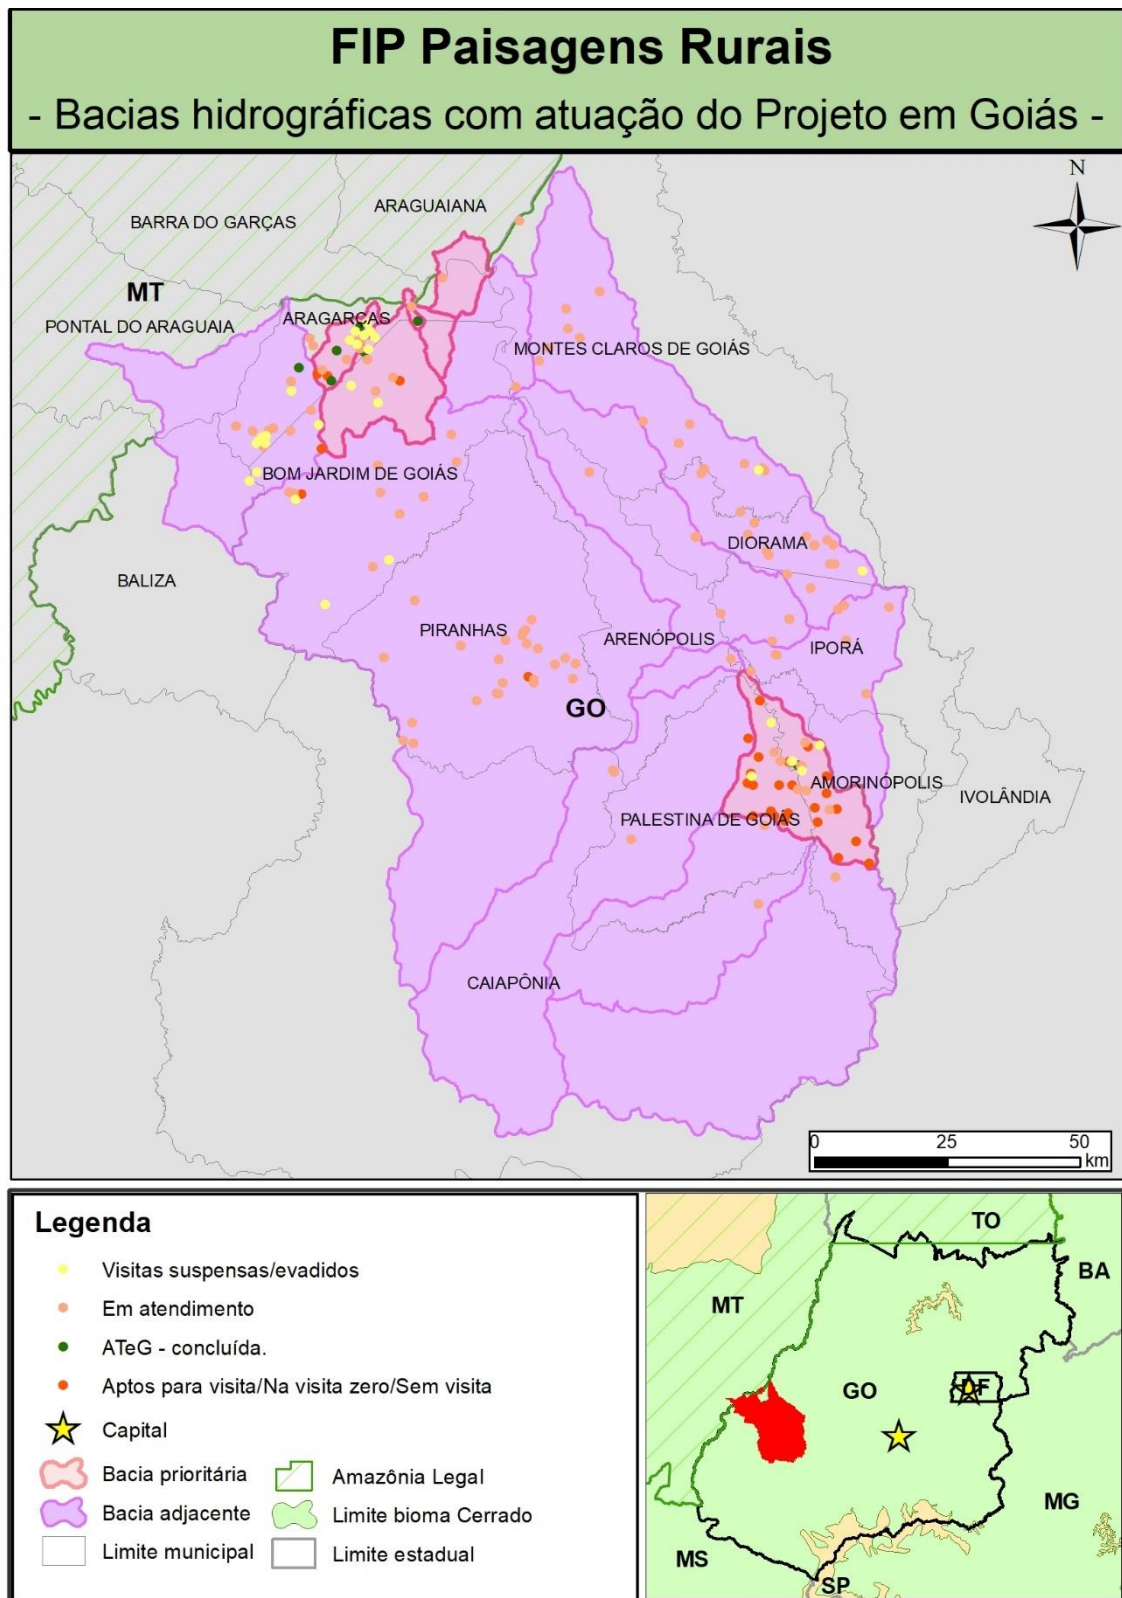 FIP Paisagens Rurais
- Bacias hidrográficas com atuação do Projeto em Goiás -
N
ARAGUAIANA
BARRA DO GARÇAS
MT
ARAGARÇAS
PONTAL DO ARAGUAIA
MONTES CLAROS DE GOIÁS
BOM JARDIM DE GOIÁS
DIORAMA
BALIZA
PIRANHAS
ARENÓPOLIS
IPORÁ
GO
AMORINÓPOLIS
IVOLÂNDIA
PALESTINA DE GOIÁS
CAIAPÔNIA
0 25 50
km
Legenda
Visitas suspensas/evadidos
Em atendimento
ATeG - concluída.
Aptos para visita/Na visita zero/Sem visita
Capital
Bacia prioritária
Amazônia Legal
Bacia adjacente
Limite bioma Cerrado
Limite municipal
Limite estadual
TO
BA
MT
GO
DF
MG
MS
SP